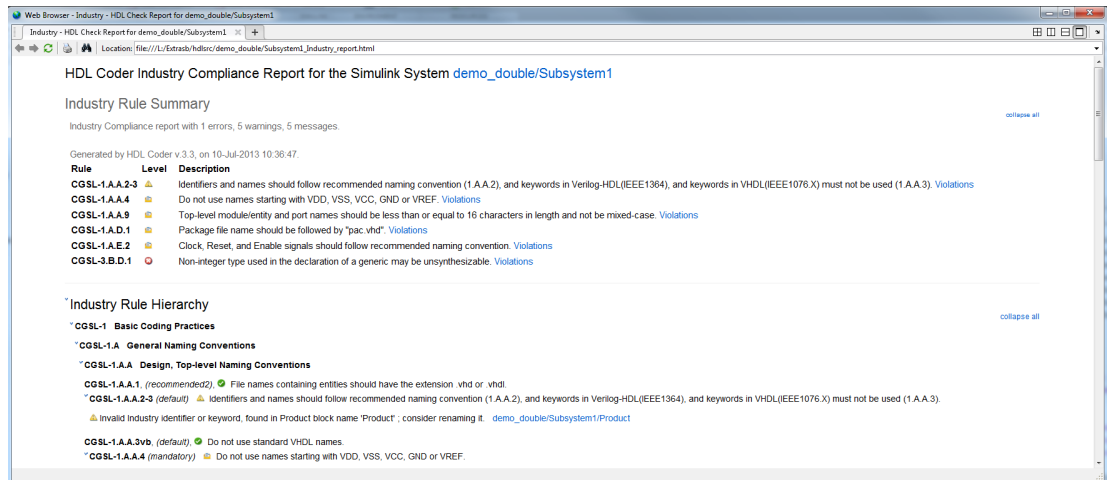 Web Browser - Industry - HDL Check Report for demo_double/Subsystem1
Industry - HDL Check Report for demo_double/Subsystem1
Location: file:///L:/Extrasb/hdlsrc/demo_double/Subsystem1_Industry_report.html
HDL Coder Industry Compliance Report for the Simulink System demo_double/Subsystem1
Industry Rule Summary
collapse all
Industry Compliance report with 1 errors, 5 warnings, 5 messages.
Generated by HDL Coder v.3.3, on 10-Jul-2013 10:36:47.
Rule Level Description
CGSL-1.A.A.2-3 Identifiers and names should follow recommended naming convention (1.A.A.2), and keywords in Verilog-HDL(IEEE1364), and keywords in VHDL(IEEE1076.X) must not be used (1.A.A.3). Violations
CGSL-1.A.A.4 Do not use names starting with VDD, VSS, VCC, GND or VREF. Violations
CGSL-1.A.A.9 Top-level module/entity and port names should be less than or equal to 16 characters in length and not be mixed-case. Violations
CGSL-1.A.D.1 Package file name should be followed by "pac.vhd". Violations
CGSL-1.A.E.2 Clock, Reset, and Enable signals should follow recommended naming convention. Violations
CGSL-3.B.D.1 Non-integer type used in the declaration of a generic may be unsynthesizable. Violations
Industry Rule Hierarchy
collapse all
CGSL-1 Basic Coding Practices
CGSL-1.A General Naming Conventions
CGSL-1.A.A Design, Top-level Naming Conventions
CGSL-1.A.A.1, (recommended2), File names containing entities should have the extension .vhd or .vhdl.
CGSL-1.A.A.2-3 (default) Identifiers and names should follow recommended naming convention (1.A.A.2), and keywords in Verilog-HDL(IEEE1364), and keywords in VHDL(IEEE1076.X) must not be used (1.A.A.3).
Invalid Industry identifier or keyword, found in Product block name 'Product' ; consider renaming it. demo_double/Subsystem1/Product
CGSL-1.A.A.3vb, (default), Do not use standard VHDL names.
CGSL-1.A.A.4 (mandatory) Do not use names starting with VDD, VSS, VCC, GND or VREF.